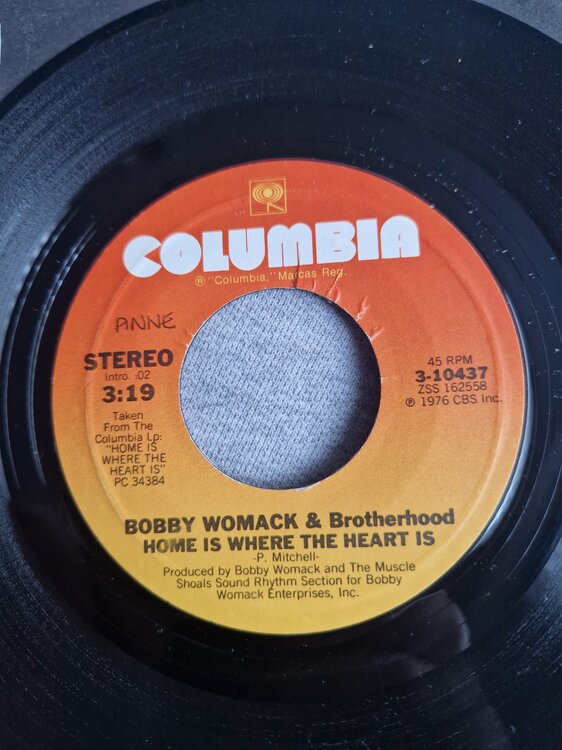 COLUMBIA
® "Columbia," Marcas Reg.
ANNE
STEREO
Intro. :02
3:19
Taken
From The
Columbia Lp:
"HOME IS
WHERE THE
HEART IS"
PC 34384
45 RPM
3-10437
ZSS 162558
℗ 1976 CBS Inc.
BOBBY WOMACK & Brotherhood
HOME IS WHERE THE HEART IS
-P. Mitchell-
Produced by Bobby Womack and The Muscle
Shoals Sound Rhythm Section for Bobby
Womack Enterprises, Inc.